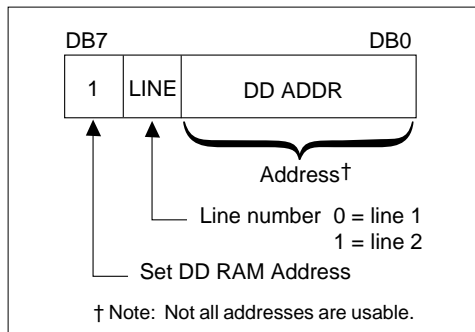 DB7 DB0
1 LINE DD ADDR
Address†
Line number 0 = line 1
1 = line 2
Set DD RAM Address
† Note: Not all addresses are usable.